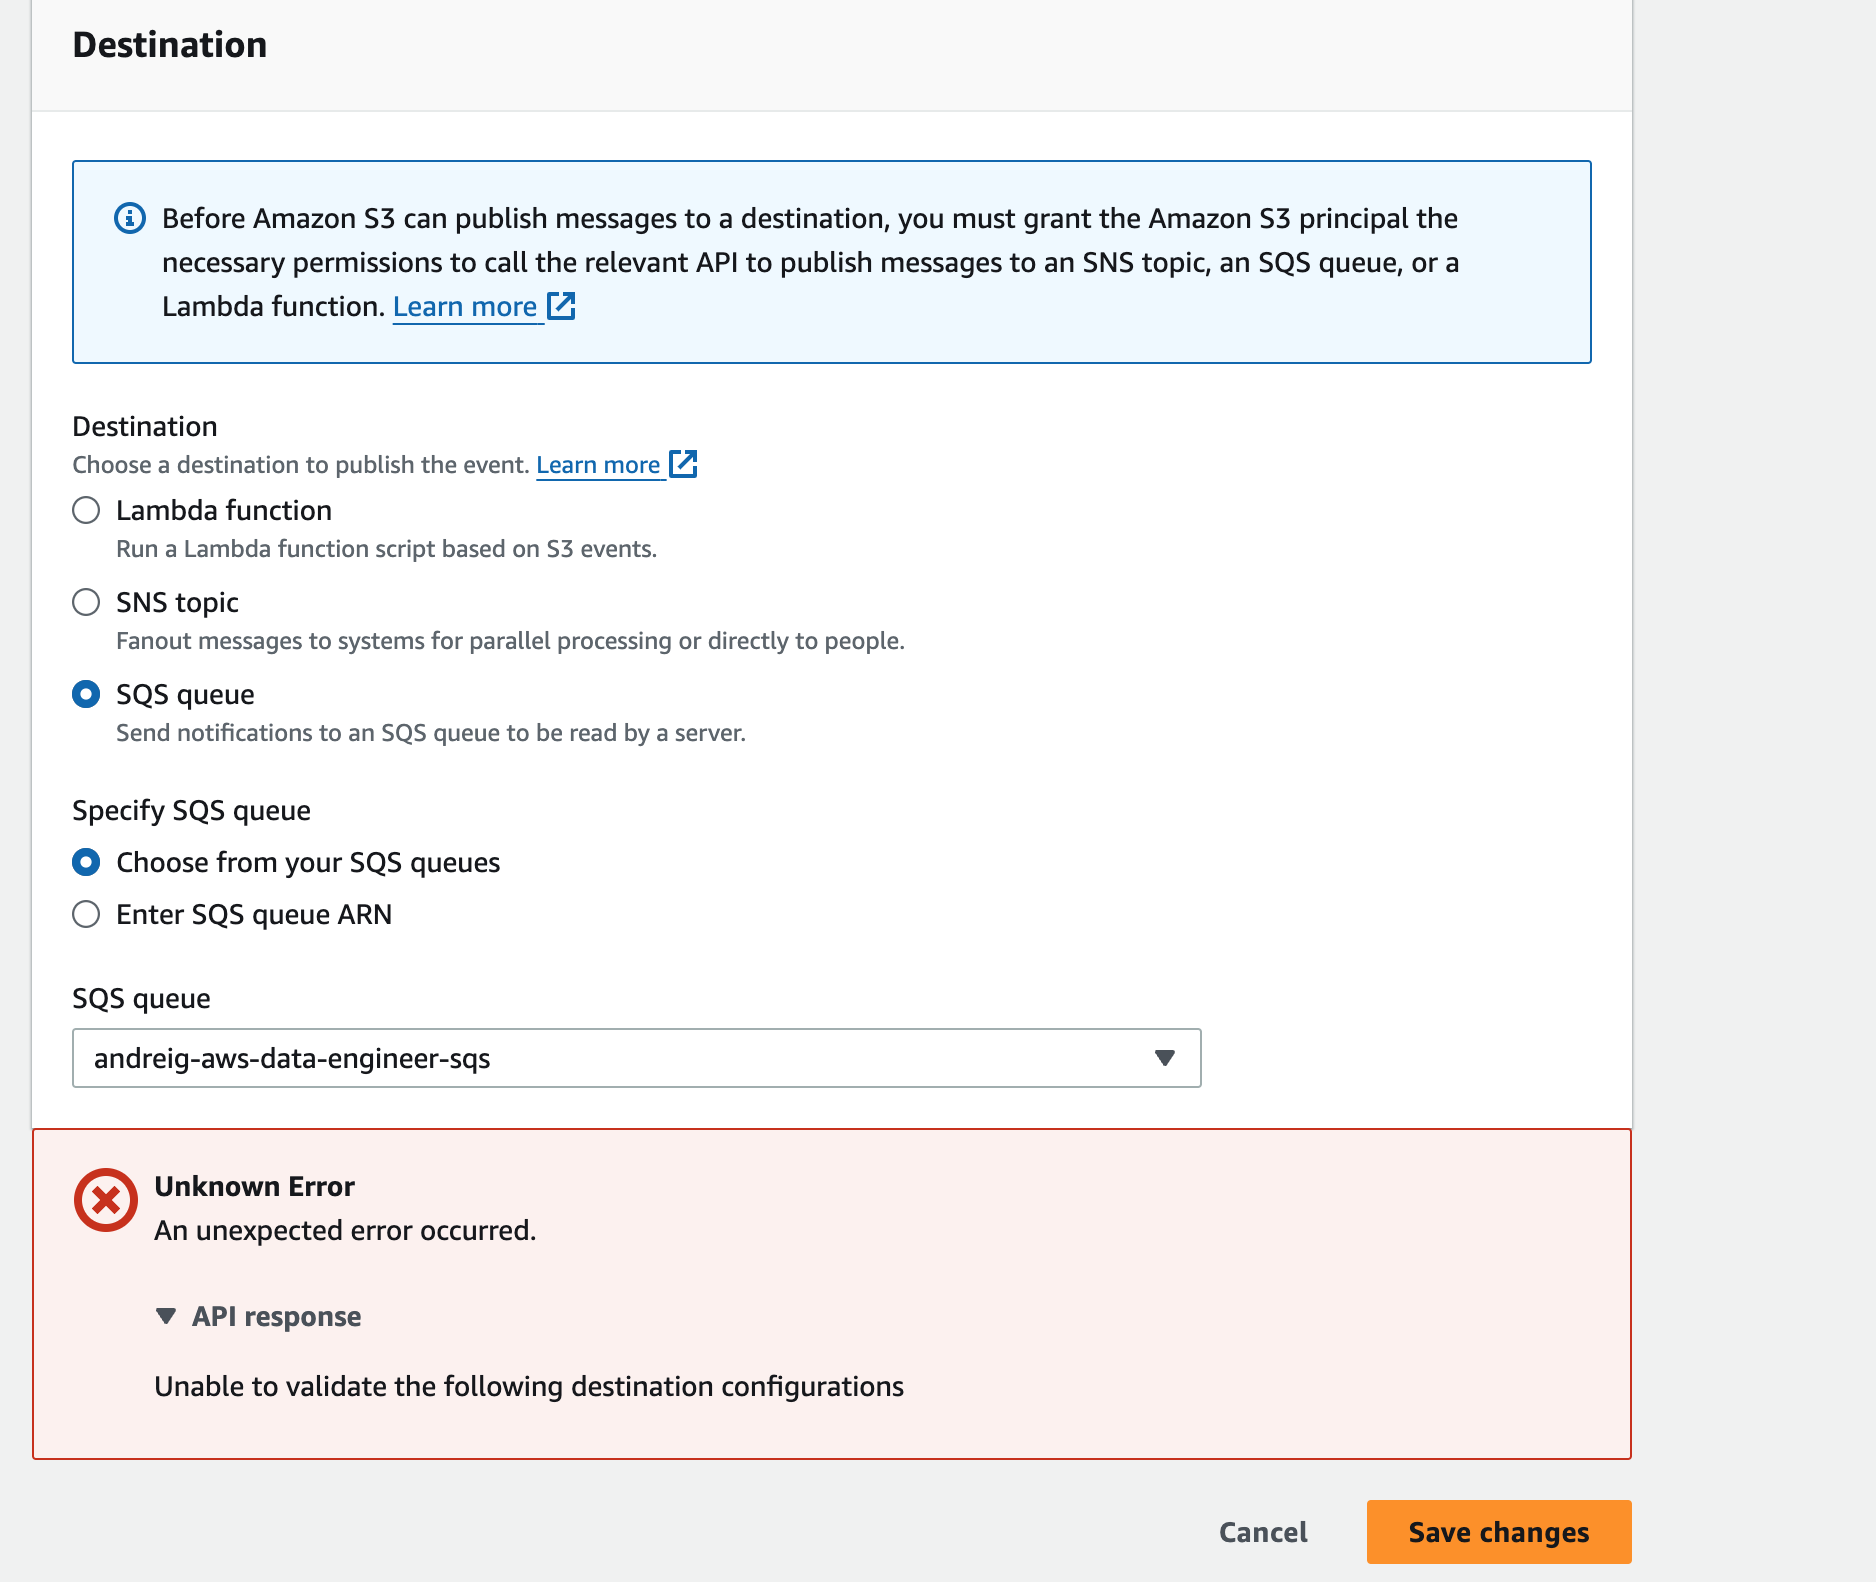 Destination
Before Amazon S3 can publish messages to a destination, you must grant the Amazon S3 principal the
necessary permissions to call the relevant API to publish messages to an SNS topic, an SQS queue, or a
Lambda function. Learn more
Destination
Choose a destination to publish the event. Learn more
Lambda function
Run a Lambda function script based on S3 events.
SNS topic
Fanout messages to systems for parallel processing or directly to people.
SQS queue
Send notifications to an SQS queue to be read by a server.
Specify SQS queue
Choose from your SQS queues
Enter SQS queue ARN
SQS queue
andreig-aws-data-engineer-sqs
Unknown Error
An unexpected error occurred.
API response
Unable to validate the following destination configurations
Cancel
Save changes